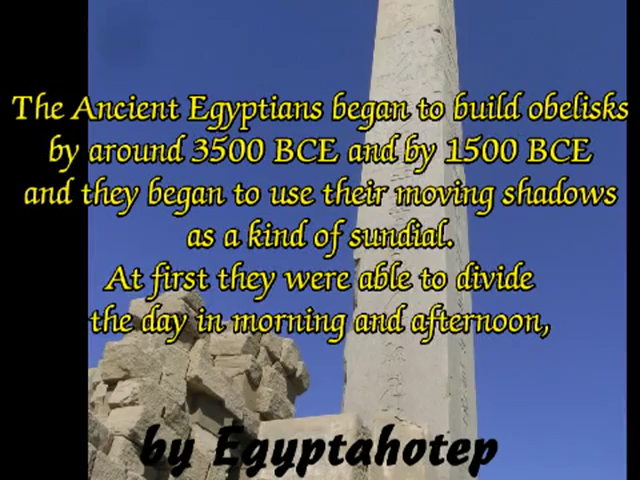 The Ancient Egyptians began to build obelisks
by around 3500 BCE and by 1500 BCE
and they began to use their moving shadows
as a kind of sundial.
At first they were able to divide
the day in morning and afternoon,
by Egyptahotep